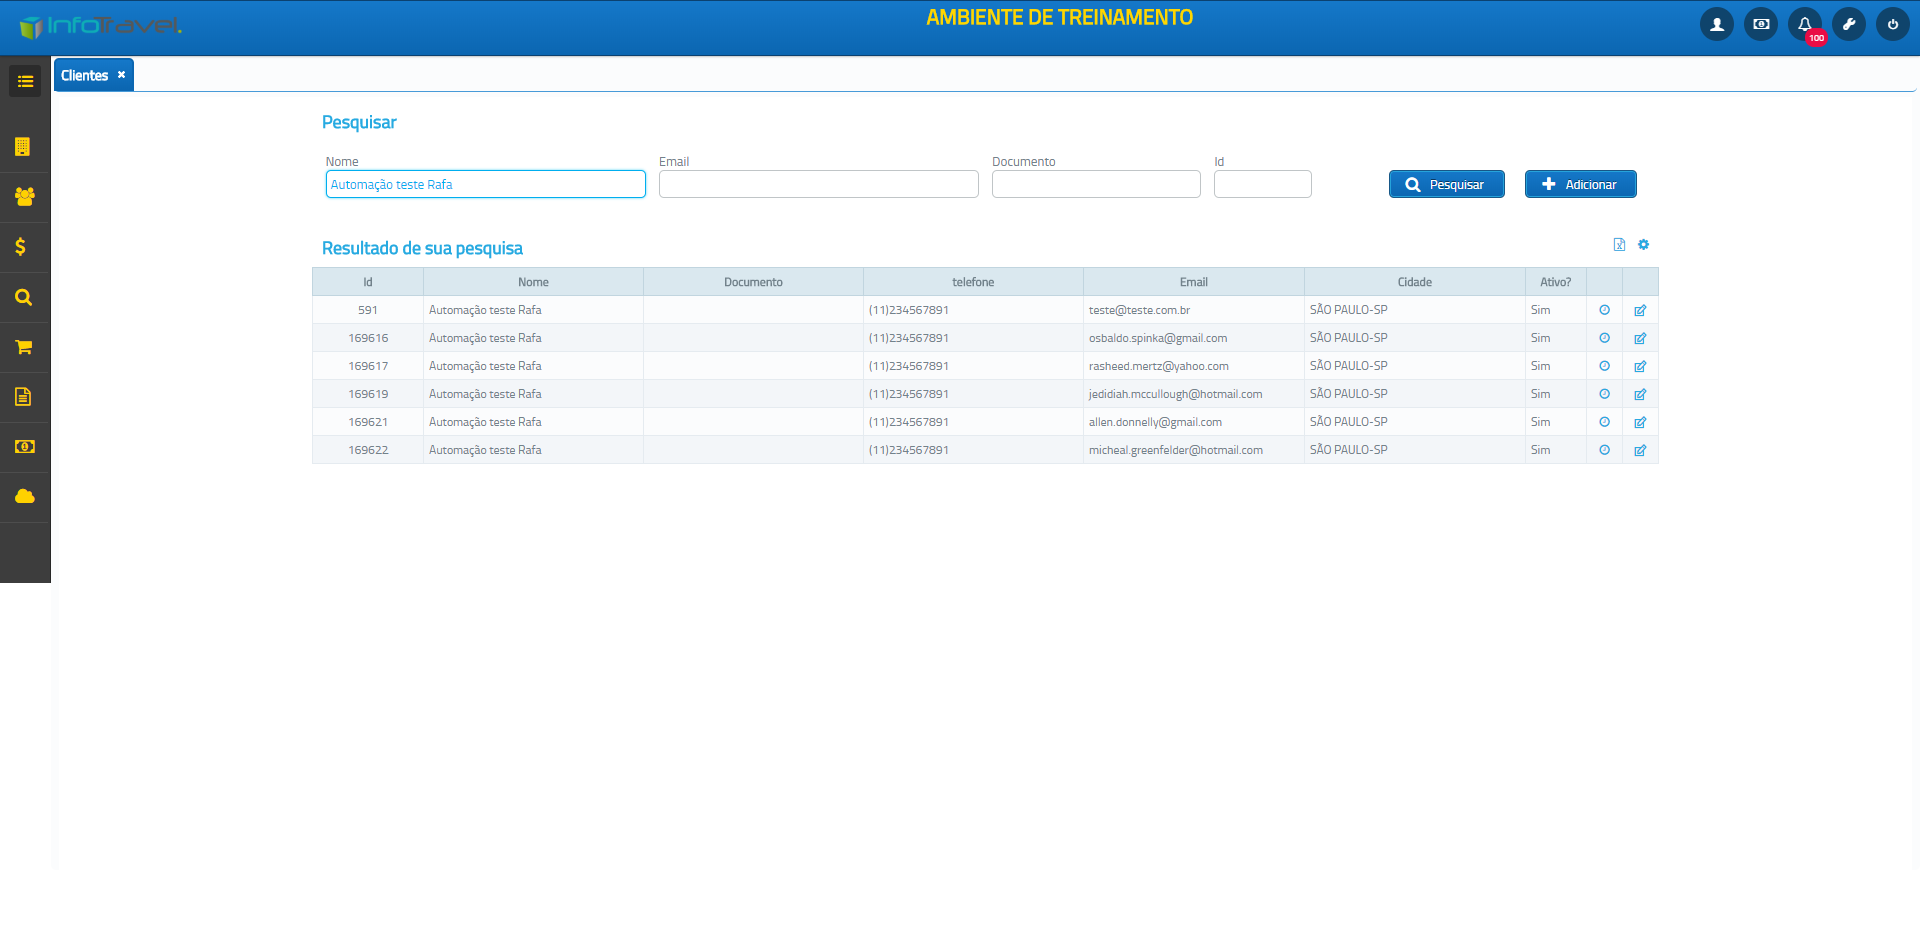 InfoTravel.
AMBIENTE DE TREINAMENTO
100
Clientes
Pesquisar
Nome Email Documento Id
Automação teste Rafa
Pesquisar Adicionar
Resultado de sua pesquisa
Id Nome Documento telefone Email Cidade Ativo?
591 Automação teste Rafa (11)234567891 teste@teste.com.br SÃO PAULO-SP Sim
169616 Automação teste Rafa (11)234567891 osbaldo.spinka@gmail.com SÃO PAULO-SP Sim
169617 Automação teste Rafa (11)234567891 rasheed.mertz@yahoo.com SÃO PAULO-SP Sim
169619 Automação teste Rafa (11)234567891 jedidiah.mccullough@hotmail.com SÃO PAULO-SP Sim
169621 Automação teste Rafa (11)234567891 allen.donnelly@gmail.com SÃO PAULO-SP Sim
169622 Automação teste Rafa (11)234567891 micheal.greenfelder@hotmail.com SÃO PAULO-SP Sim